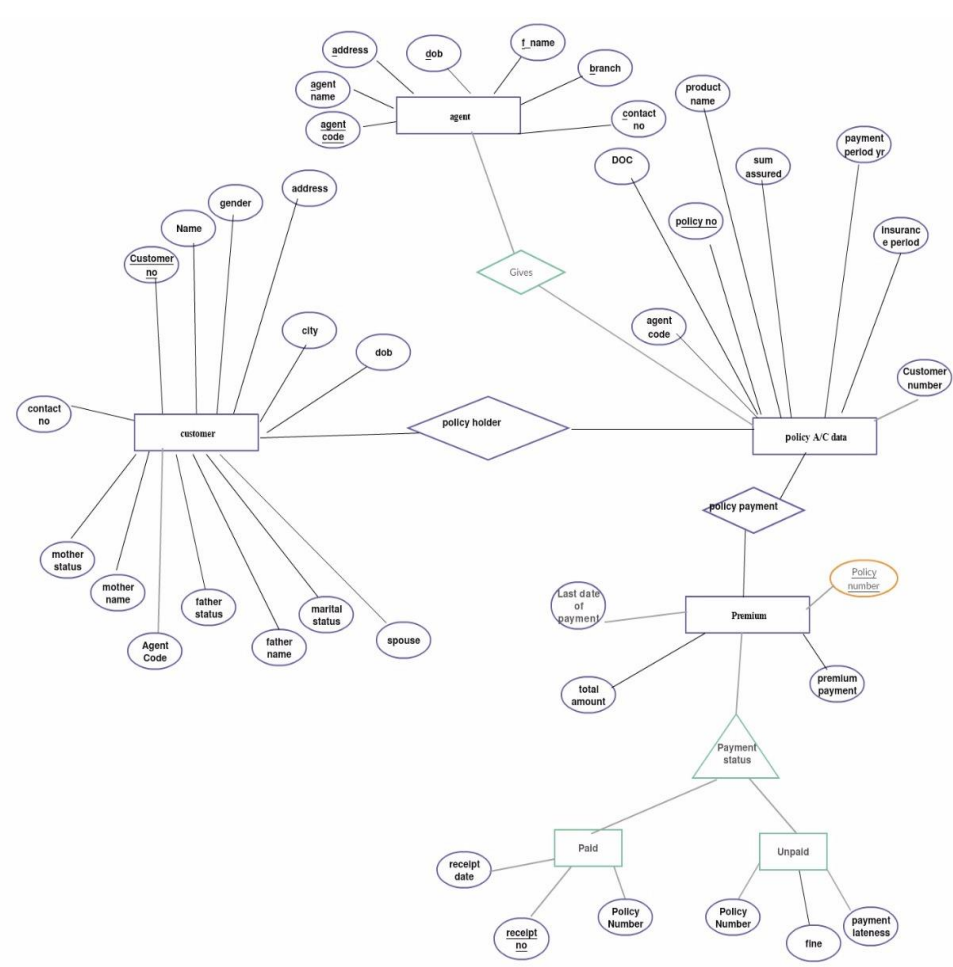 address
dob
f_name
branch
agent
name
agent
code
agent
contact
no
product
name
DOC
sum
assured
payment
period yr
policy no
Insuranc
e period
address
gender
Name
Customer
no
Gives
city
dob
agent
code
Customer
number
contact
no
customer
policy holder
policy A/C data
policy payment
mother
status
mother
name
Agent
Code
father
status
father
name
marital
status
spouse
Last date
of
payment
Policy
number
Premium
total
amount
premium
payment
Payment
status
Paid
Unpaid
receipt
date
receipt
no
Policy
Number
Policy
Number
fine
payment
lateness